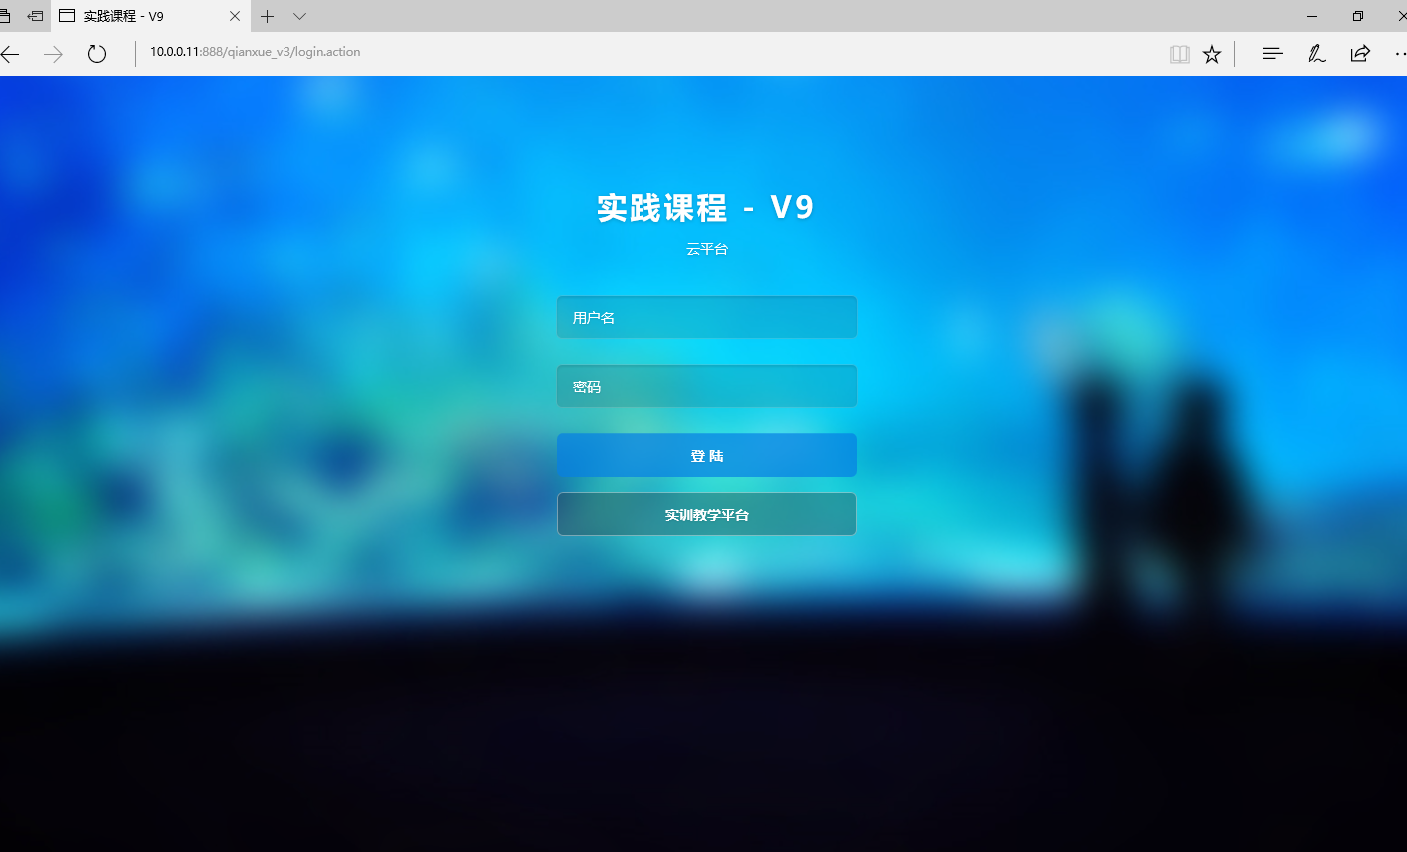 实践课程 - V9
10.0.0.11:888/qianxue_v3/login.action
实践课程 - V9
云平台
用户名
密码
登 陆
实训教学平台